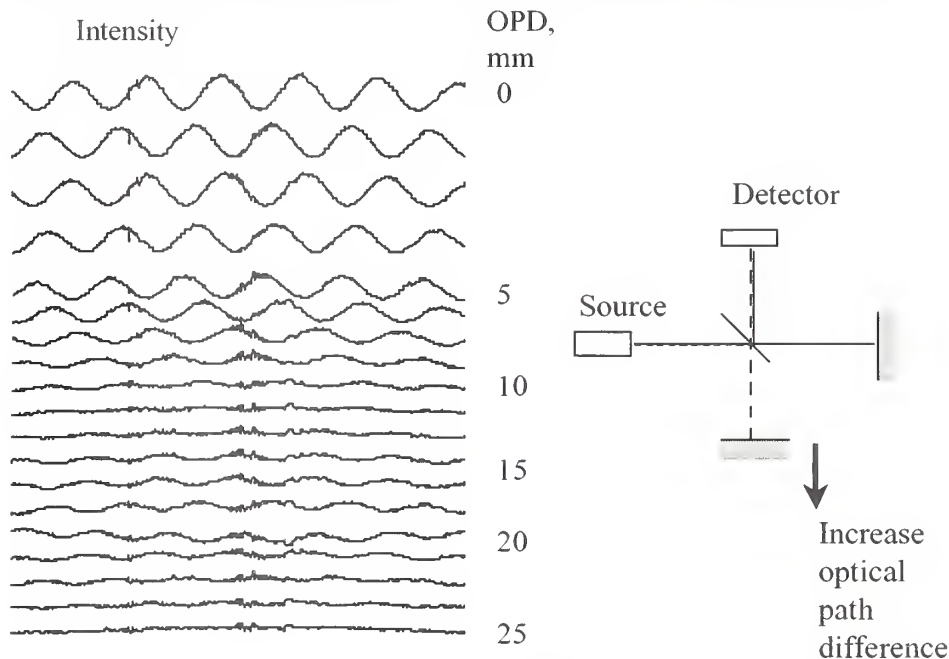 Intensity
OPD,
mm
0
5
10
15
20
25
Detector
Source
Increase
optical
path
difference